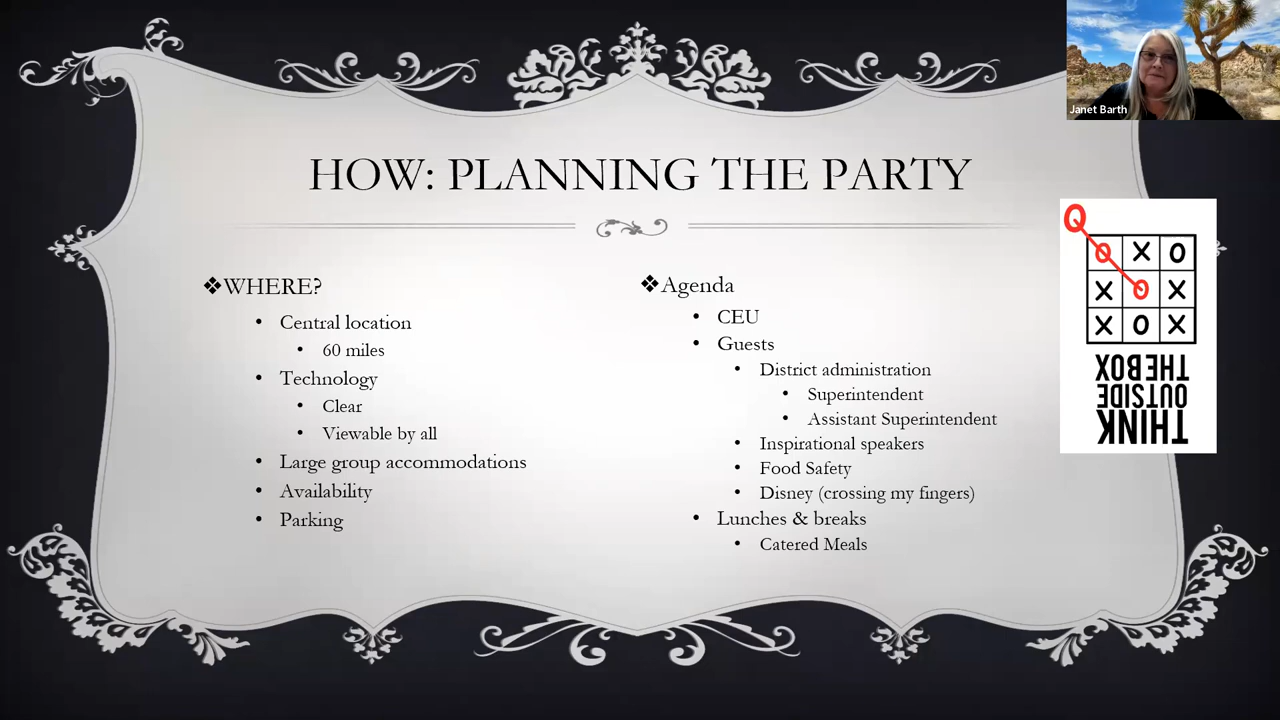 Janet Barth
HOW: PLANNING THE PARTY
❖WHERE?
• Central location
• 60 miles
• Technology
• Clear
• Viewable by all
• Large group accommodations
• Availability
• Parking
❖Agenda
• CEU
• Guests
• District administration
• Superintendent
• Assistant Superintendent
• Inspirational speakers
• Food Safety
• Disney (crossing my fingers)
• Lunches & breaks
• Catered Meals
O
O X O
X O X
X O X
THINK
OUTSIDE
THE BOX